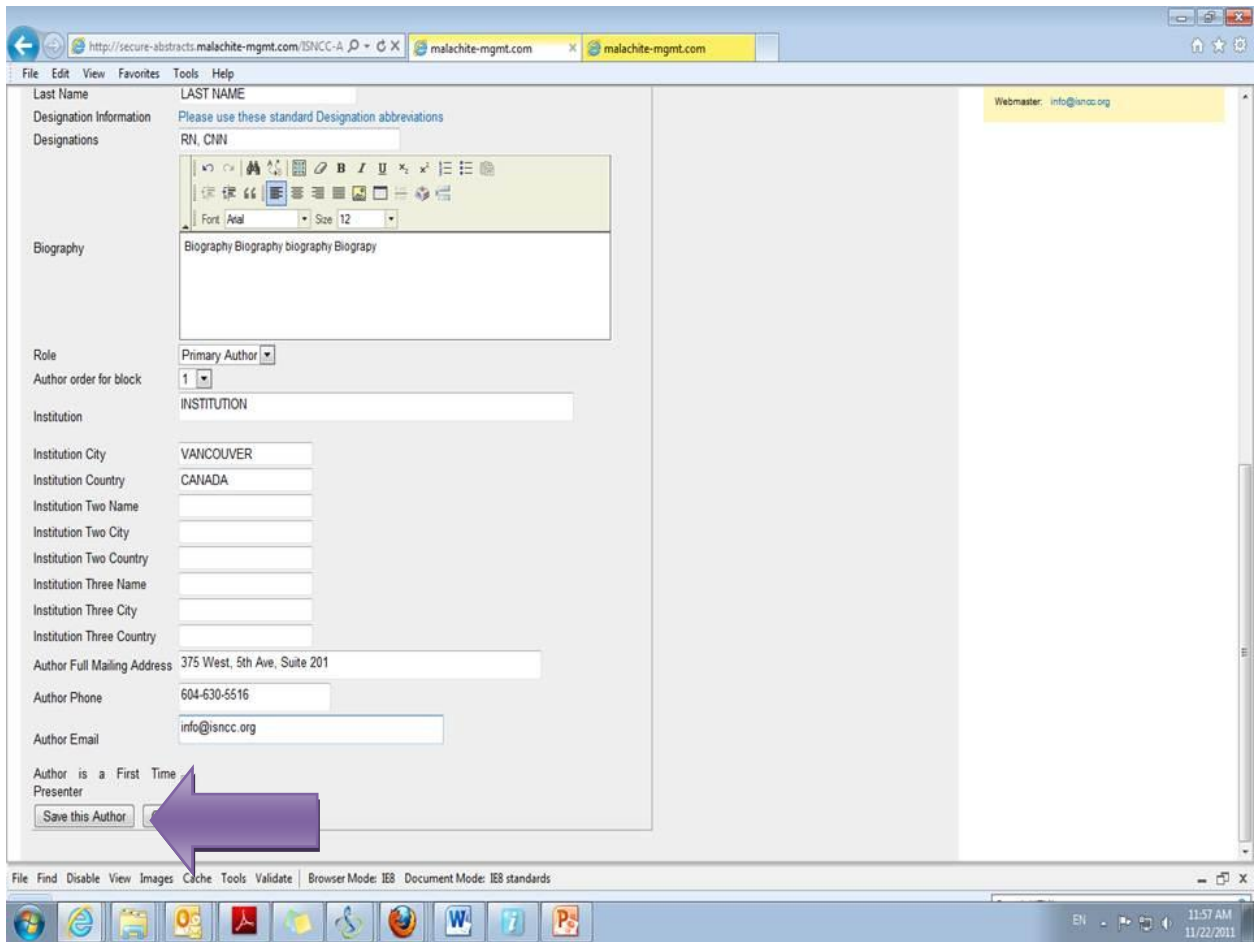 http://secure-abstracts.malachite-mgmt.com/ISNCC-A malachite-mgmt.com malachite-mgmt.com
File Edit View Favorites Tools Help
Last Name LAST NAME
Webmaster: info@isncc.org
Designation Information Please use these standard Designation abbreviations
Designations RN, CNN
B I U x₂ x²
Font Arial Size 12
Biography Biography Biography biography Biograpy
Role Primary Author
Author order for block 1
Institution INSTITUTION
Institution City VANCOUVER
Institution Country CANADA
Institution Two Name
Institution Two City
Institution Two Country
Institution Three Name
Institution Three City
Institution Three Country
Author Full Mailing Address 375 West, 5th Ave, Suite 201
Author Phone 604-630-5516
Author Email info@isncc.org
Author is a First Time
Presenter
Save this Author
File Find Disable View Images Cache Tools Validate Browser Mode: IE8 Document Mode: IE8 standards
EN 11:57 AM
11/22/2011